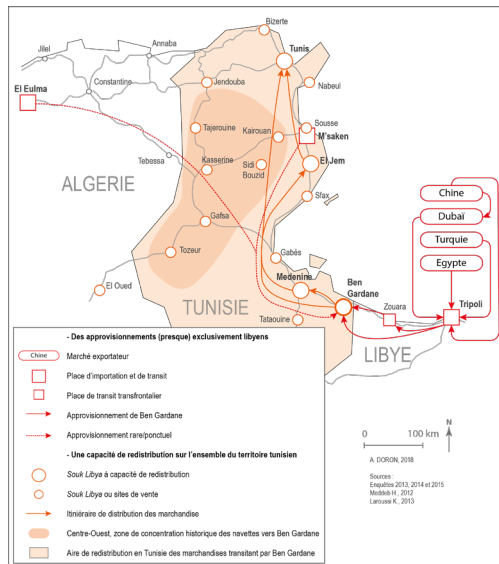 Bizerte
Jilel
Annaba
Tunis
El Eulma
Constantine
Jendouba
Nabeul
Tajerouine
Kairouan
Sousse
M'saken
Tebessa
Kasserine
Sidi
Bouzid
El Jem
ALGERIE
Sfax
Chine
Dubaï
Turquie
Egypte
Gafsa
Tozeur
Gabès
El Oued
Medenine
Ben
Gardane
TUNISIE
Tataouine
Zouara
Tripoli
LIBYE
- Des approvisionnements (presque) exclusivement libyens
Chine Marché exportateur
Place d'importation et de transit
Place de transit transfrontalier
Approvisionnement de Ben Gardane
Approvisionnement rare/ponctuel
- Une capacité de redistribution sur l'ensemble du territoire tunisien
Souk Libya à capacité de redistribution
Souk Libya ou sites de vente
Itiniéraire de distribution des marchandise
Centre-Ouest, zone de concentration historique des navettes vers Ben Gardane
Aire de redistribution en Tunisie des marchandises transitant par Ben Gardane
0 100 km
N
A. DORON, 2018
Sources :
Enquêtes 2013, 2014 et 2015
Meddeb H., 2012
Laroussi K., 2013